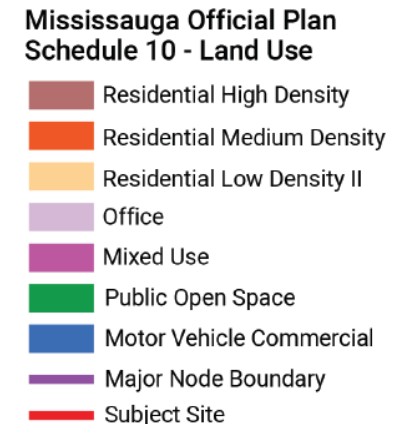 Mississauga Official Plan
Schedule 10 - Land Use
Residential High Density
Residential Medium Density
Residential Low Density II
Office
Mixed Use
Public Open Space
Motor Vehicle Commercial
Major Node Boundary
Subject Site